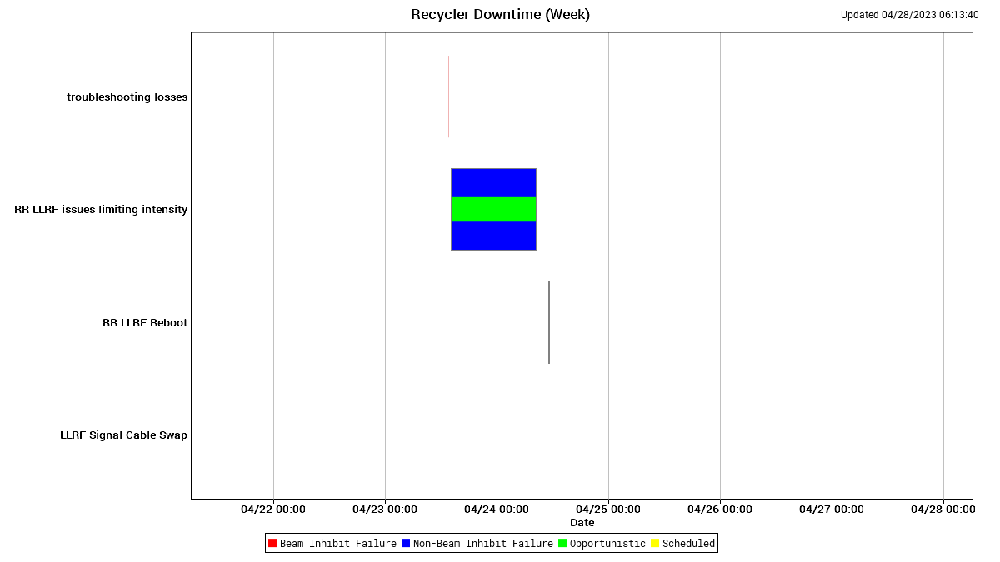 Recycler Downtime (Week)
Updated 04/28/2023 06:13:40
troubleshooting losses
RR LLRF issues limiting intensity
RR LLRF Reboot
LLRF Signal Cable Swap
04/22 00:00 04/23 00:00 04/24 00:00 04/25 00:00 04/26 00:00 04/27 00:00 04/28 00:00
Date
Beam Inhibit Failure Non-Beam Inhibit Failure Opportunistic Scheduled